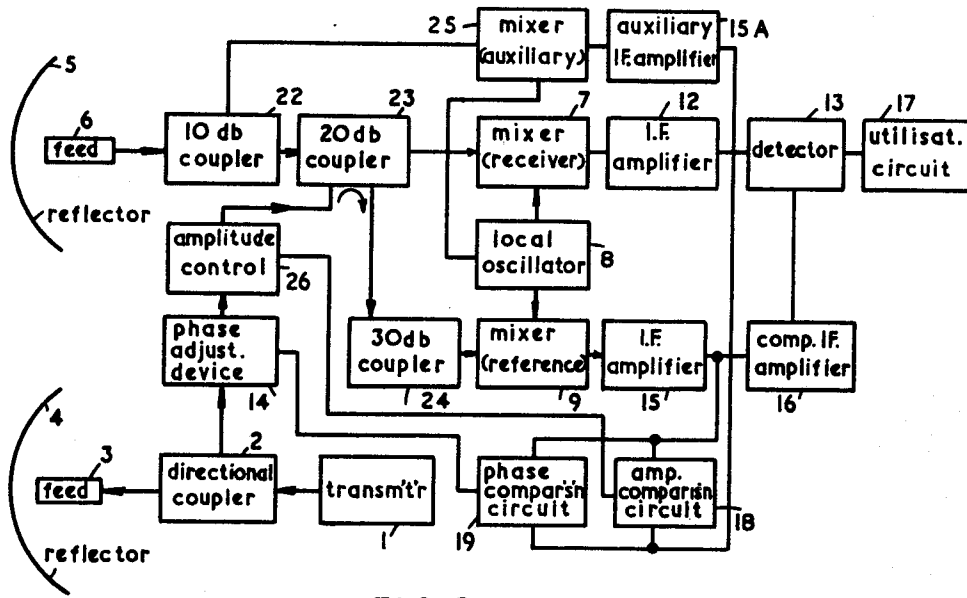 25
mixer
(auxiliary)
auxiliary
I.F. amplifier
15A
5
6
feed
22
10 db
coupler
23
20db
coupler
7
mixer
(receiver)
12
I.F.
amplifier
13
detector
17
utilisat.
circuit
reflector
amplitude
control
26
local
oscillator
8
phase
adjust.
device
14
30db
coupler
24
mixer
(reference)
9
I.F.
amplifier
15
comp. I.F.
amplifier
16
4
3
feed
2
directional
coupler
transm't'r
1
phase
compar's'n
circuit
19
amp.
compar's'n
circuit
18
reflector